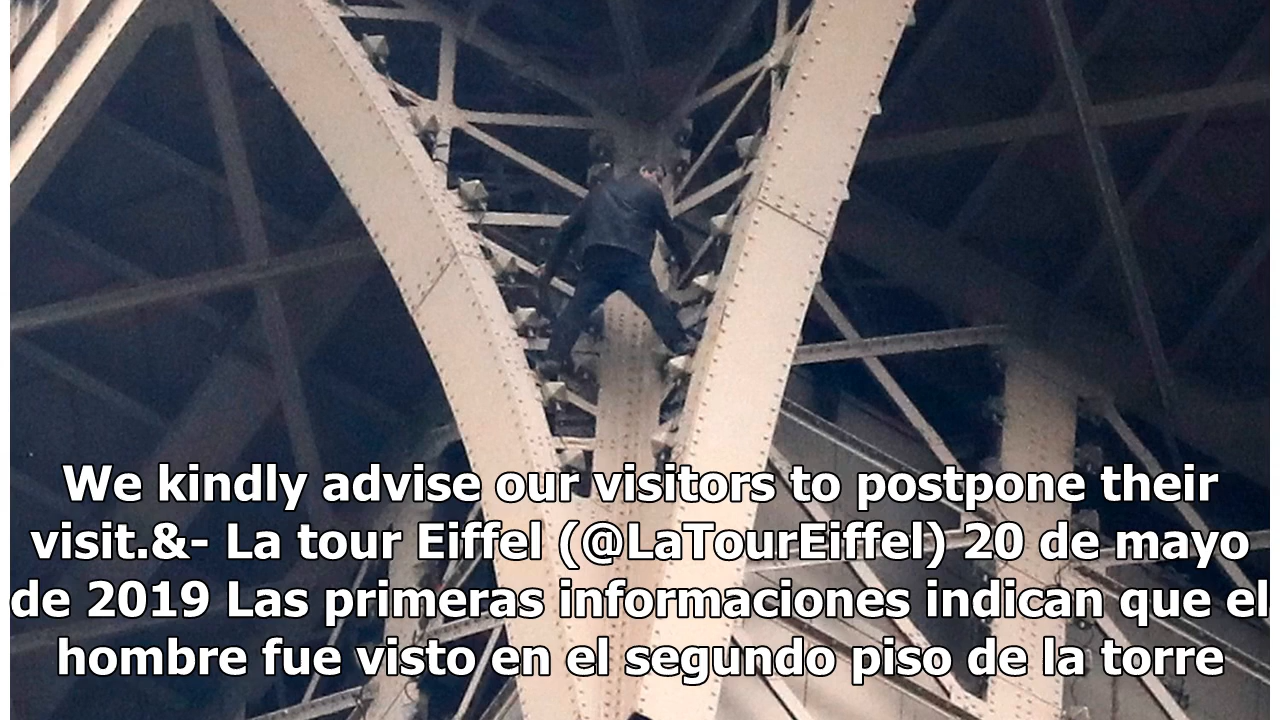 We kindly advise our visitors to postpone their
visit.&- La tour Eiffel (@LaTourEiffel) 20 de mayo
de 2019 Las primeras informaciones indican que el
hombre fue visto en el segundo piso de la torre